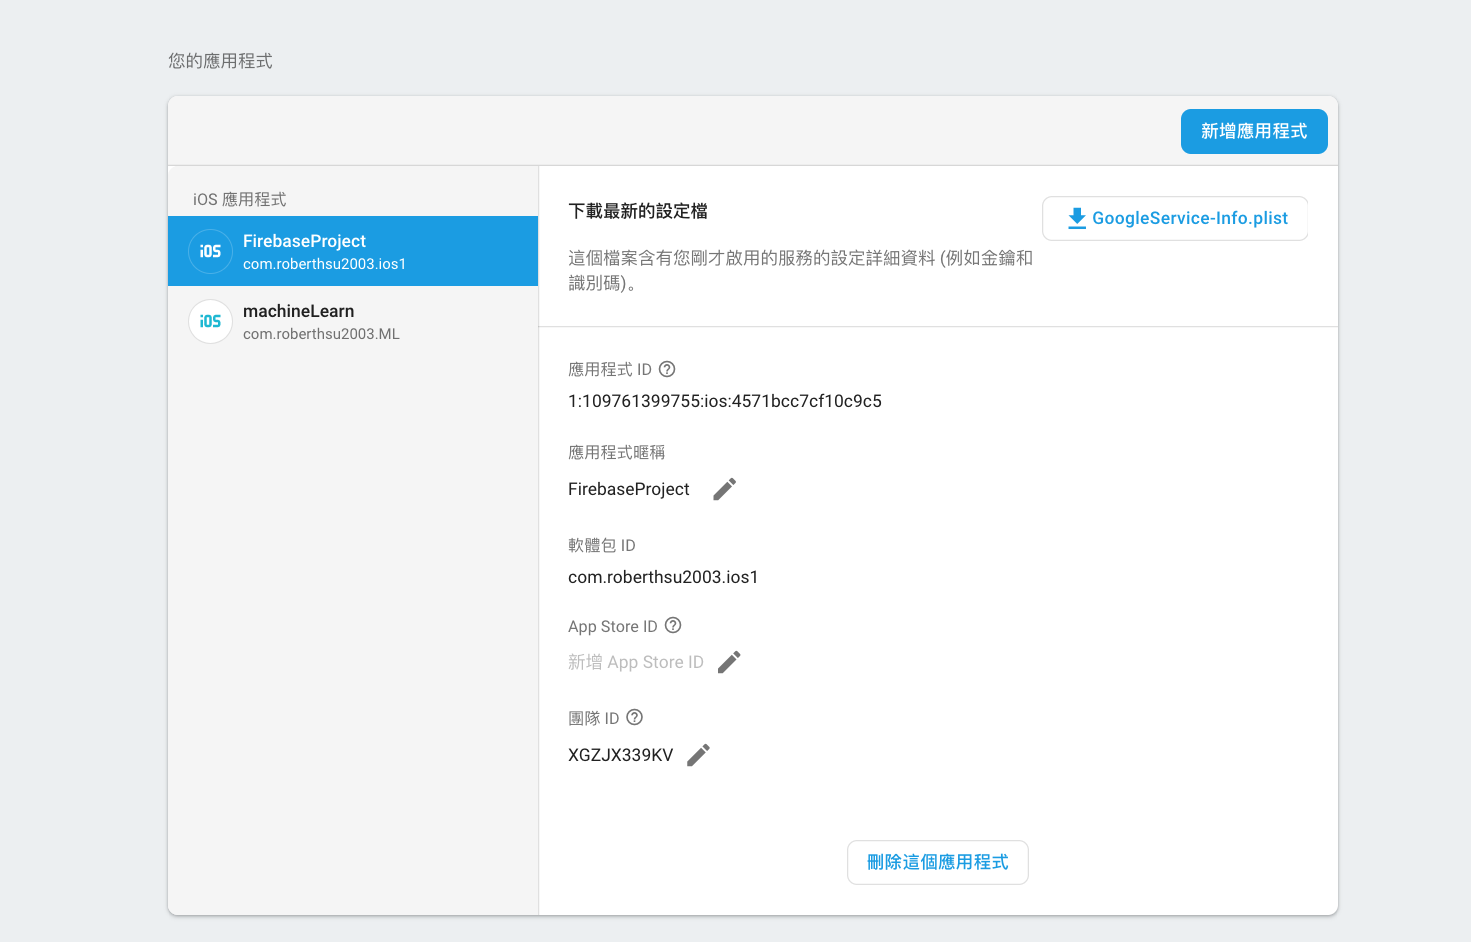 您的應用程式
新增應用程式
iOS 應用程式
iOS
FirebaseProject
com.roberthsu2003.ios1
iOS
machineLearn
com.roberthsu2003.ML
下載最新的設定檔
GoogleService-Info.plist
這個檔案含有您剛才啟用的服務的設定詳細資料 (例如金鑰和
識別碼)。
應用程式 ID
1:109761399755:ios:4571bcc7cf10c9c5
應用程式暱稱
FirebaseProject
軟體包 ID
com.roberthsu2003.ios1
App Store ID
新增 App Store ID
團隊 ID
XGZJX339KV
刪除這個應用程式